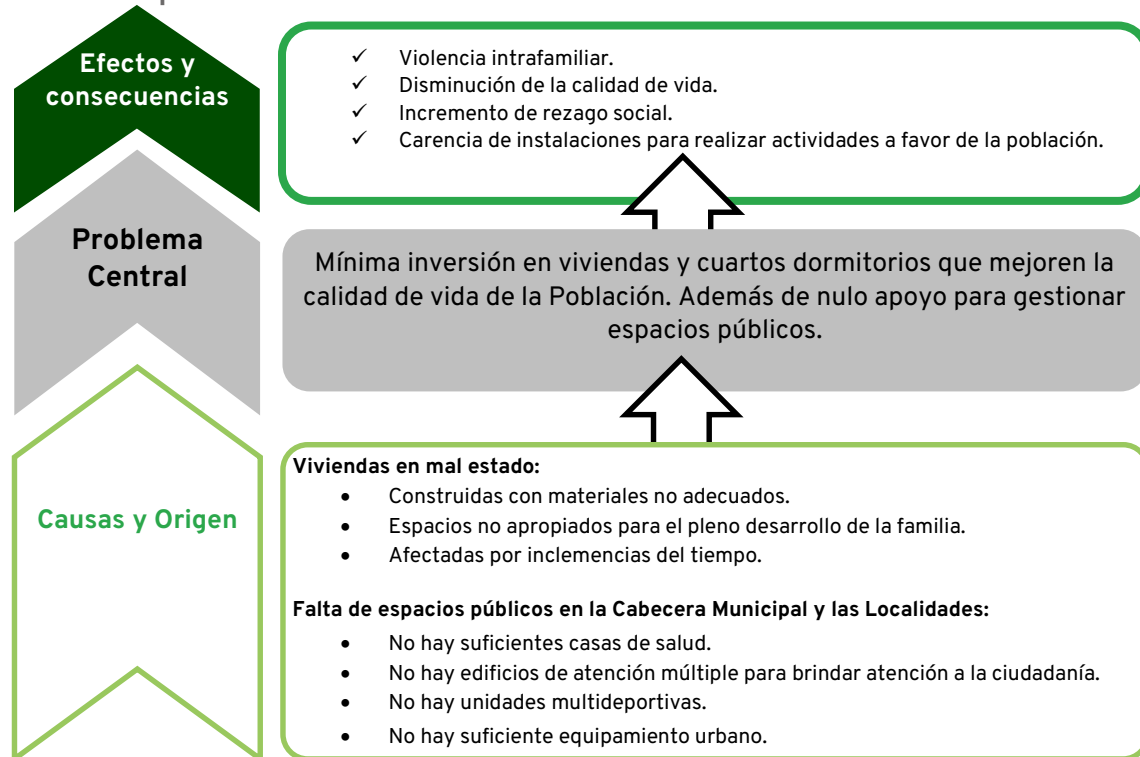 Efectos y
consecuencias
✓ Violencia intrafamiliar.
✓ Disminución de la calidad de vida.
✓ Incremento de rezago social.
✓ Carencia de instalaciones para realizar actividades a favor de la población.
Problema
Central
Mínima inversión en viviendas y cuartos dormitorios que mejoren la
calidad de vida de la Población. Además de nulo apoyo para gestionar
espacios públicos.
Causas y Origen
Viviendas en mal estado:
• Construidas con materiales no adecuados.
• Espacios no apropiados para el pleno desarrollo de la familia.
• Afectadas por inclemencias del tiempo.
Falta de espacios públicos en la Cabecera Municipal y las Localidades:
• No hay suficientes casas de salud.
• No hay edificios de atención múltiple para brindar atención a la ciudadanía.
• No hay unidades multideportivas.
• No hay suficiente equipamiento urbano.